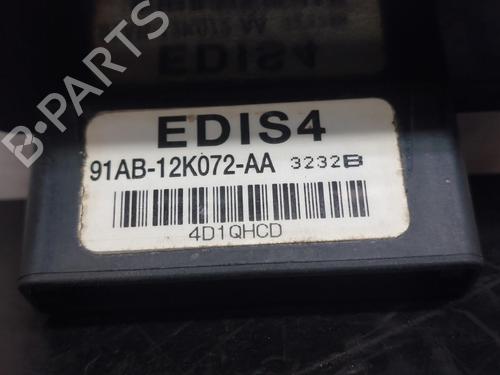 B-PARTS
EDIS4
91AB-12K072-AA 3232B
4D1QHCD